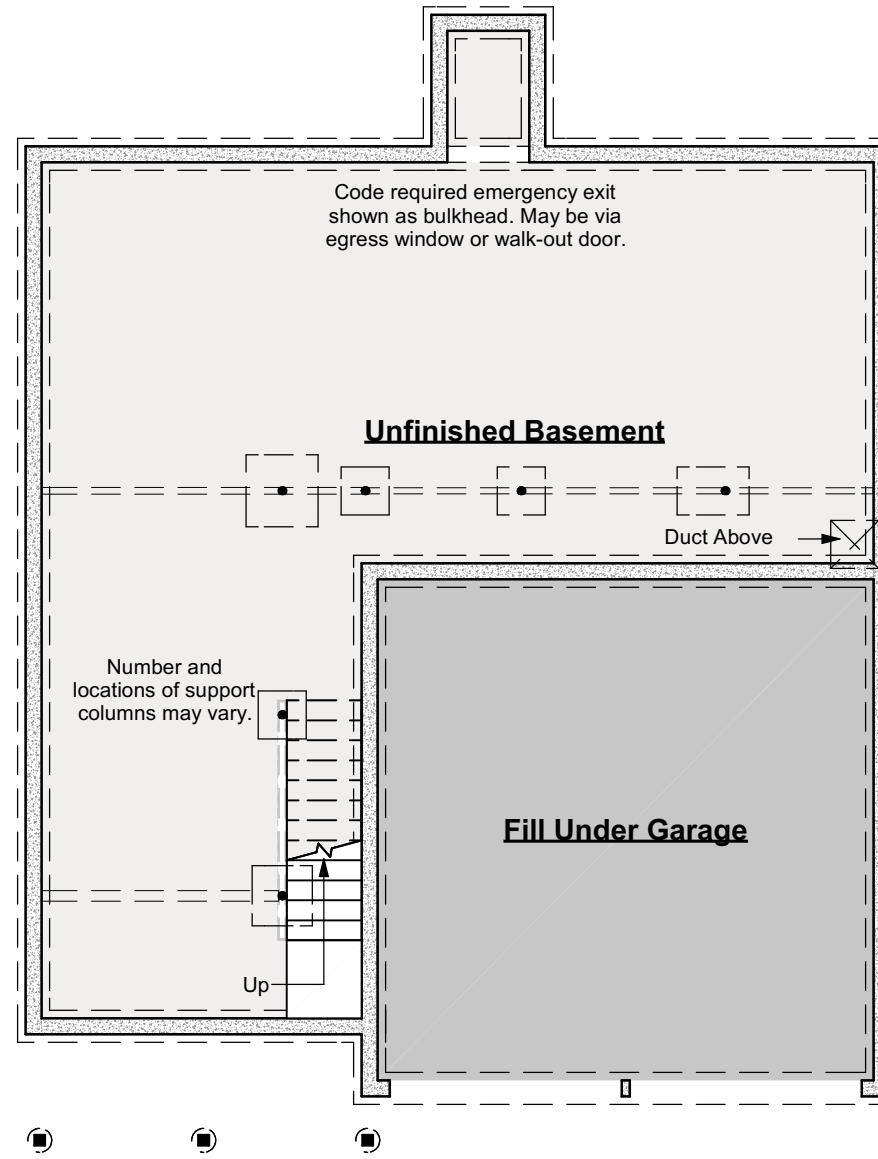 Code required emergency exit
shown as bulkhead. May be via
egress window or walk-out door.
Unfinished Basement
Duct Above
Number and
locations of support
columns may vary.
Fill Under Garage
Up